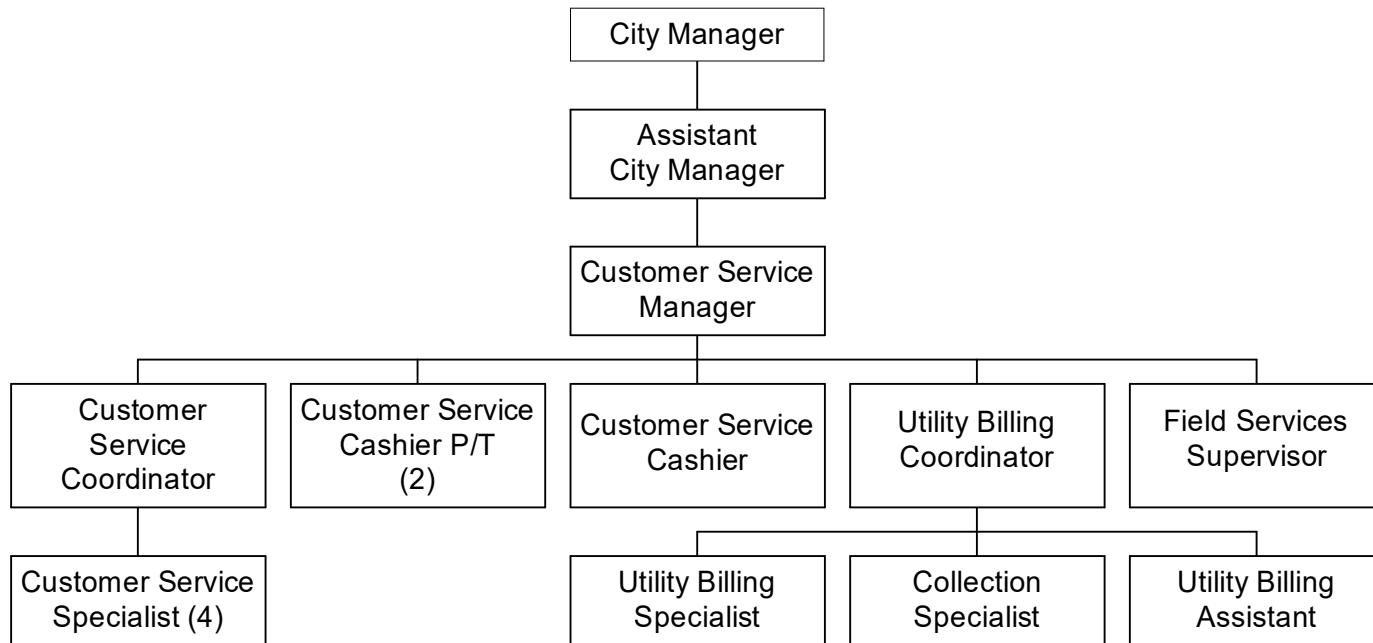 City Manager
Assistant
City Manager
Customer Service
Manager
Customer
Service
Coordinator
Customer Service
Cashier P/T
(2)
Customer Service
Cashier
Utility Billing
Coordinator
Field Services
Supervisor
Customer Service
Specialist (4)
Utility Billing
Specialist
Collection
Specialist
Utility Billing
Assistant